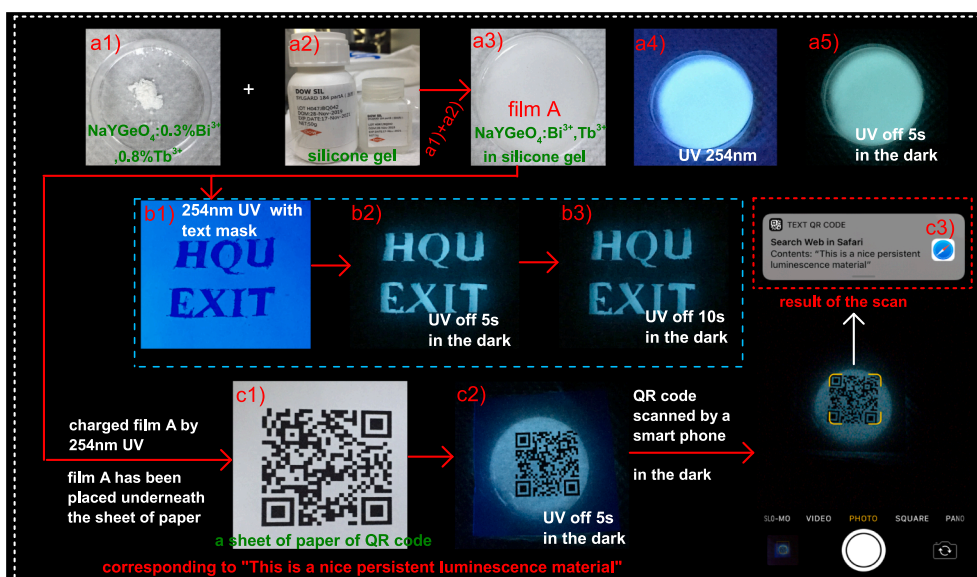 a1)
NaYGeO4:0.3%Bi3+
,0.8%Tb3+
+
a2)
DOW SIL
SYLGARD 184 partA
silicone gel
a1)+a2)
a3)
film A
NaYGeO4:Bi3+,Tb3+
in silicone gel
a4)
UV 254nm
a5)
UV off 5s
in the dark
b1)
254nm UV with
text mask
HQU
EXIT
b2)
HQU
EXIT
UV off 5s
in the dark
b3)
HQU
EXIT
UV off 10s
in the dark
TEXT QR CODE
c3)
Search Web in Safari
Contents: “This is a nice persistent
luminescence material”
result of the scan
charged film A by
254nm UV
film A has been
placed underneath
the sheet of paper
c1)
a sheet of paper of QR code
corresponding to "This is a nice persistent luminescence material"
c2)
UV off 5s
in the dark
QR code
scanned by a
smart phone
in the dark
SLO-MO VIDEO PHOTO SQUARE PANO